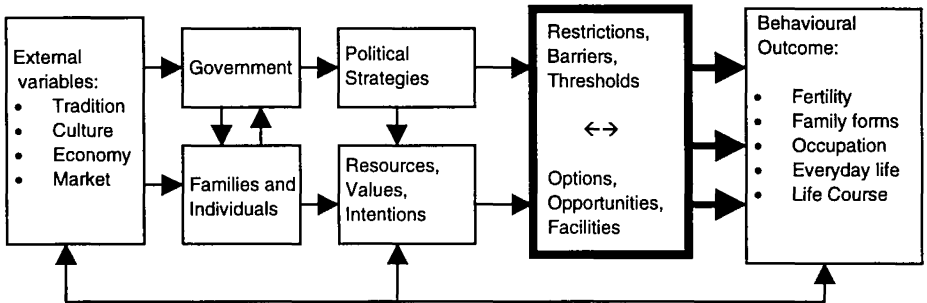 External
variables:
• Tradition
• Culture
• Economy
• Market
Government
Families and
Individuals
Political
Strategies
Resources,
Values,
Intentions
Restrictions,
Barriers,
Thresholds
←→
Options,
Opportunities,
Facilities
Behavioural
Outcome:
• Fertility
• Family forms
• Occupation
• Everyday life
• Life Course